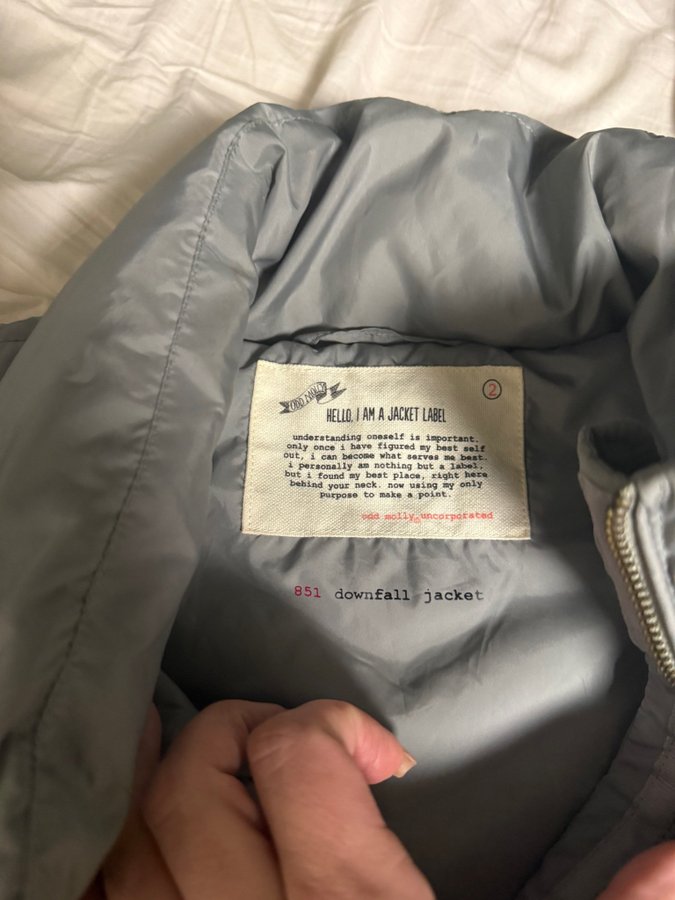 ODD MOLLY
2
HELLO, I AM A JACKET LABEL
understanding oneself is important.
only once i have figured my best self
out, i can become what serves me best.
i personally am nothing but a label,
but i found my best place, right here
behind your neck. now using my only
purpose to make a point.
odd molly© uncorporated
851 downfall jacket